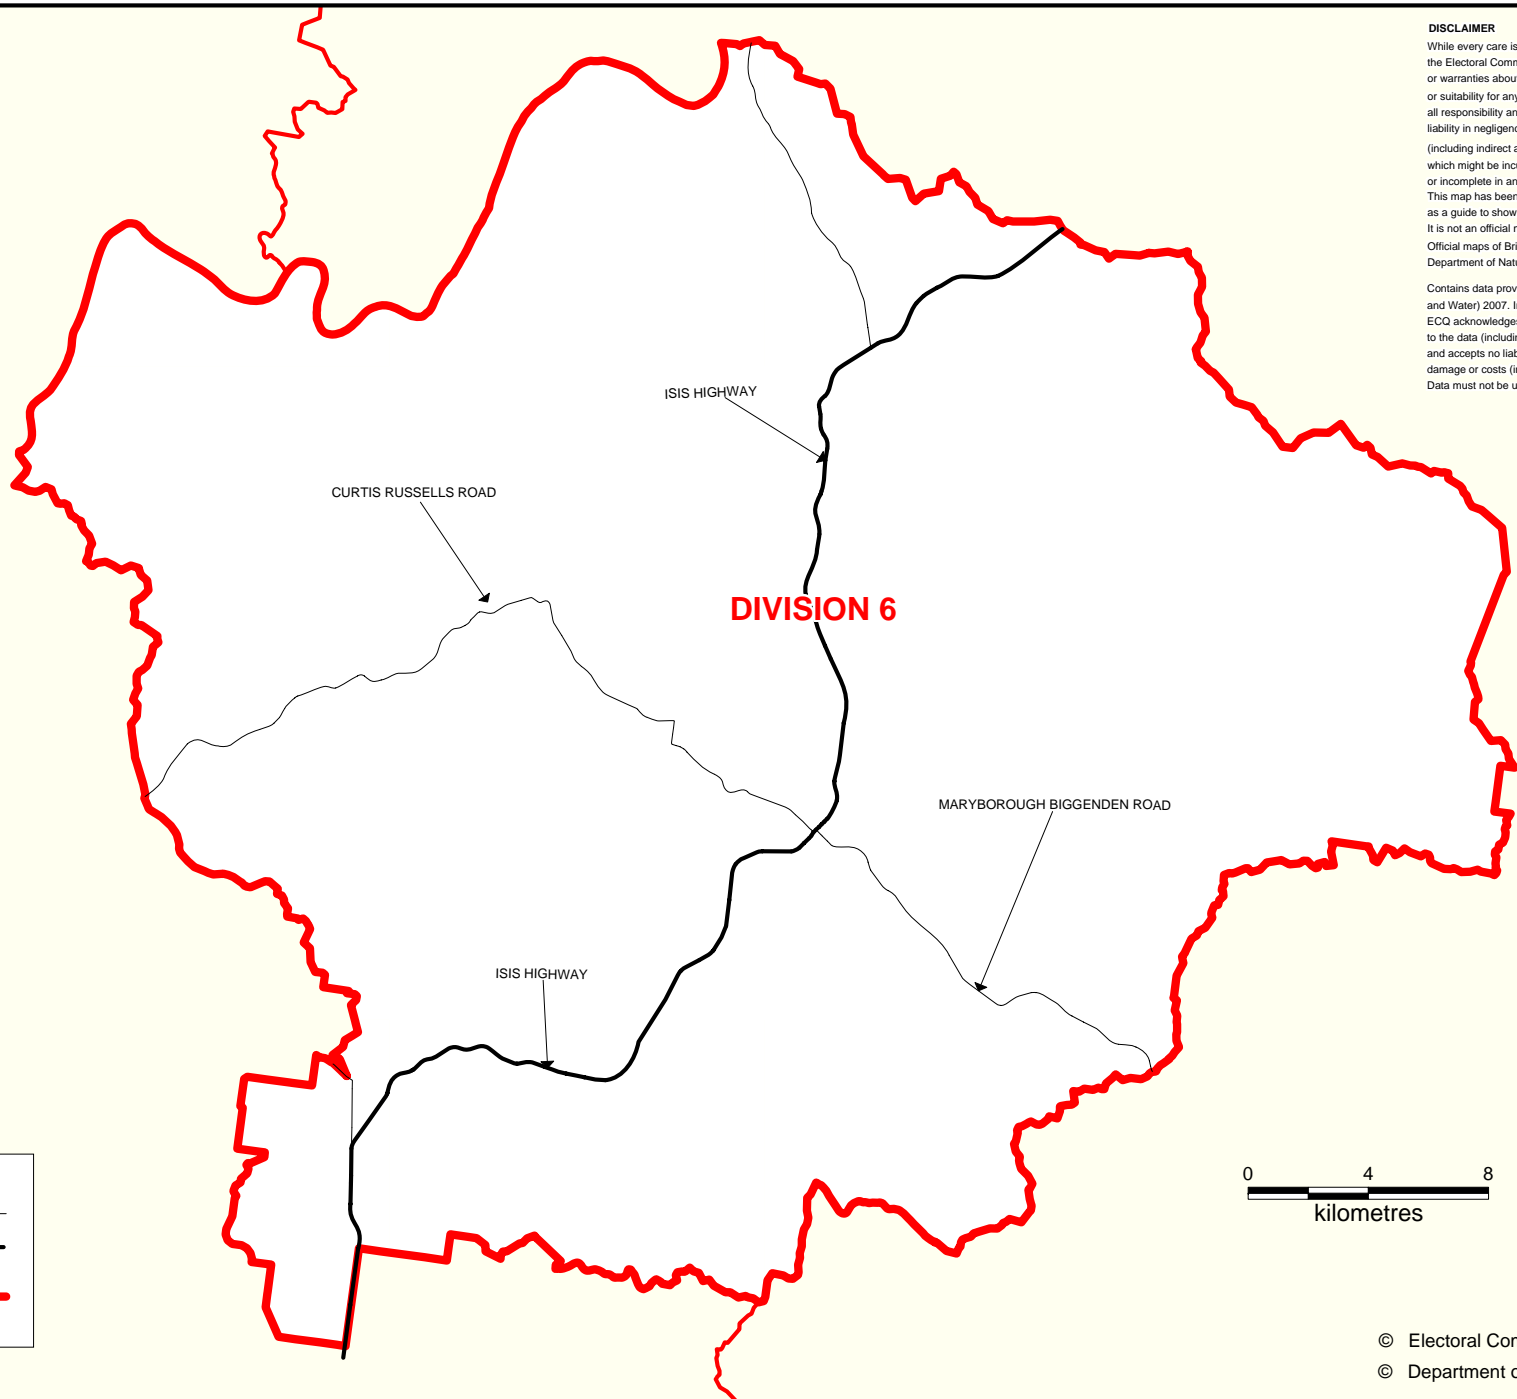 DISCLAIMER
While every care is
the Electoral Comm
or warranties about
or suitability for any
all responsibility an
liability in negligenc
(including indirect a
which might be incu
or incomplete in an
This map has been
as a guide to show
It is not an official m
Official maps of Bri
Department of Natu
Contains data prov
and Water) 2007. I
ECQ acknowledges
to the data (includin
and accepts no liab
damage or costs (in
Data must not be u
ISIS HIGHWAY
CURTIS RUSSELLS ROAD
DIVISION 6
MARYBOROUGH BIGGENDEN ROAD
ISIS HIGHWAY
0 4 8
kilometres
© Electoral Com
© Department o